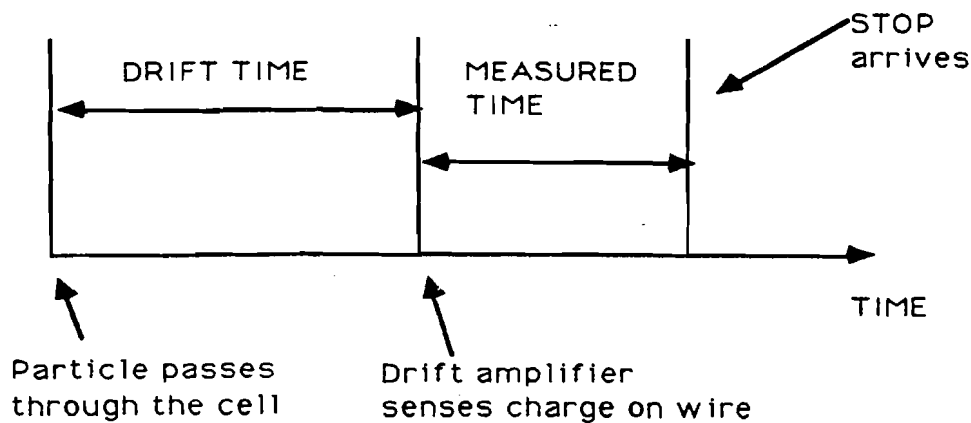 STOP
arrives
DRIFT TIME
MEASURED
TIME
TIME
Particle passes
through the cell
Drift amplifier
senses charge on wire